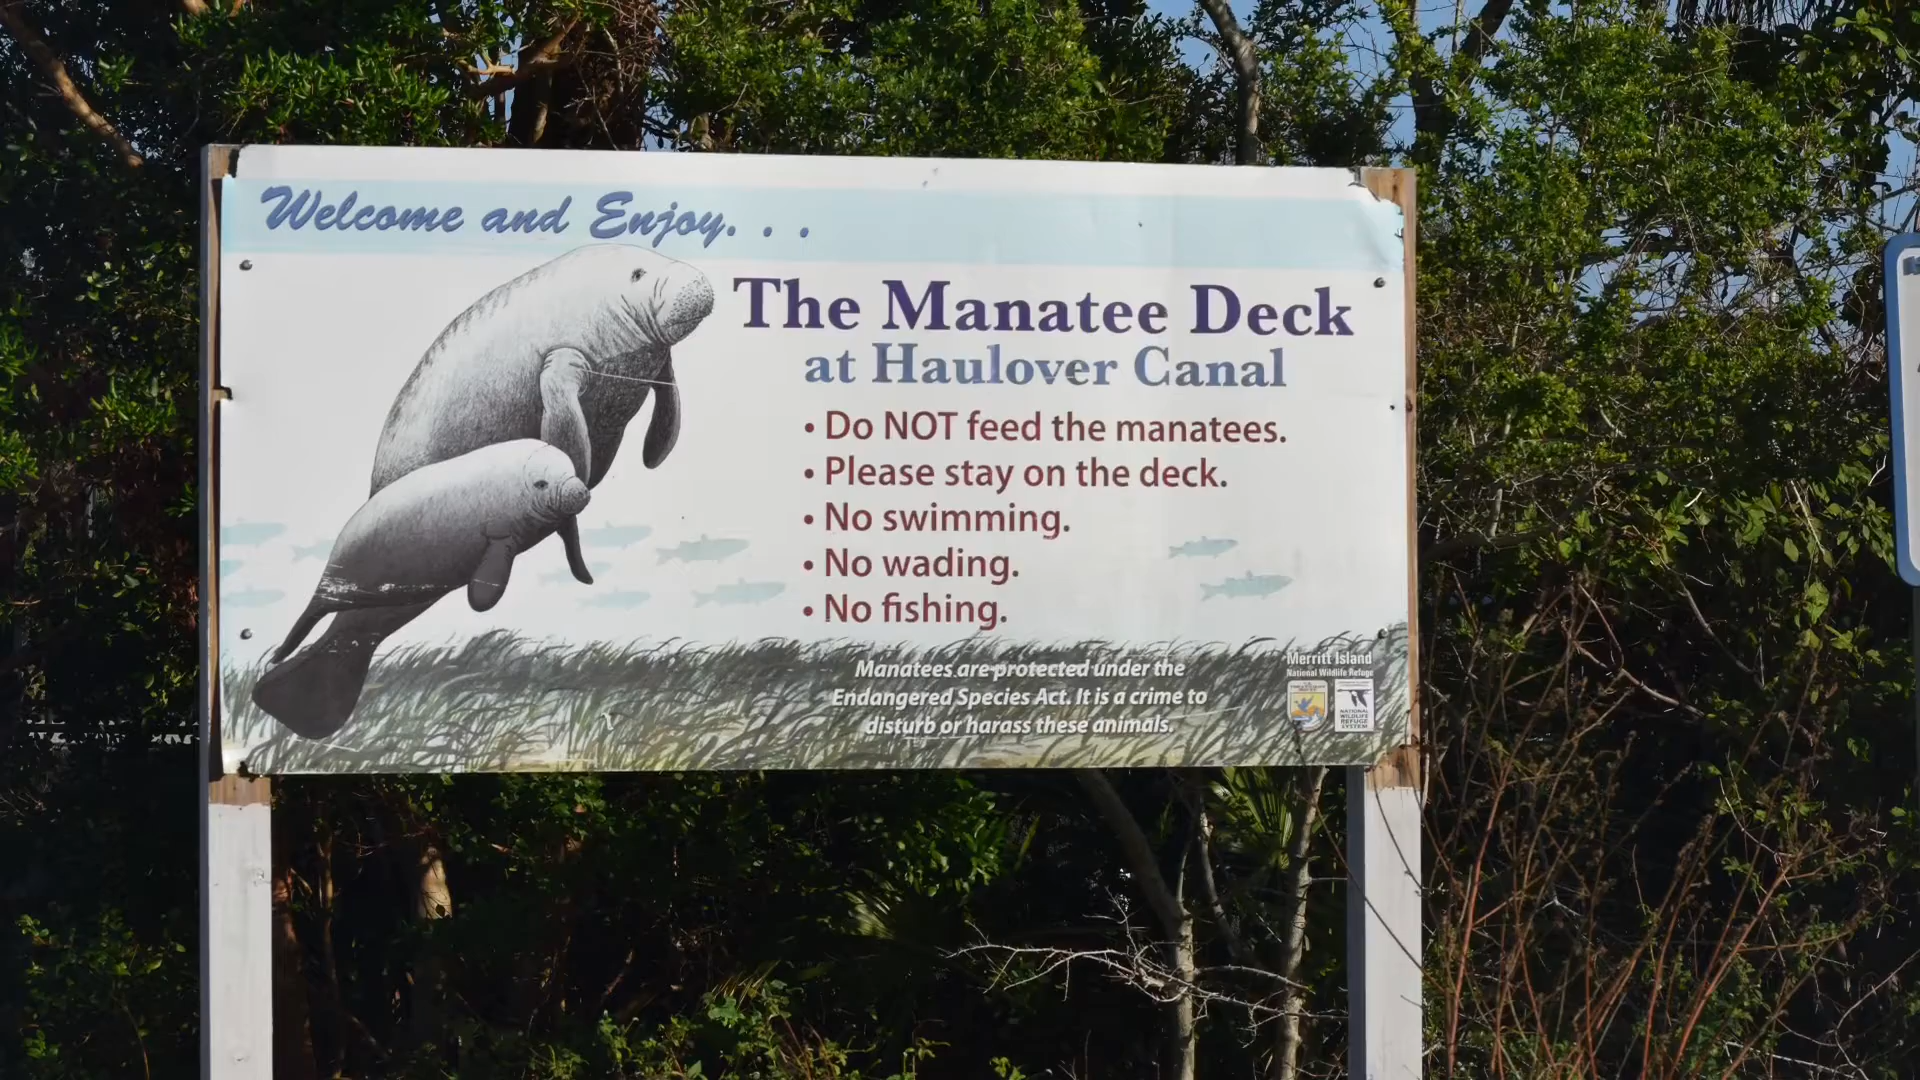 Welcome and Enjoy. . .
The Manatee Deck
at Haulover Canal
• Do NOT feed the manatees.
• Please stay on the deck.
• No swimming.
• No wading.
• No fishing.
Manatees are protected under the
Endangered Species Act. It is a crime to
disturb or harass these animals.
Merritt Island
National Wildlife Refuge
NATIONAL
WILDLIFE
REFUGE
SYSTEM